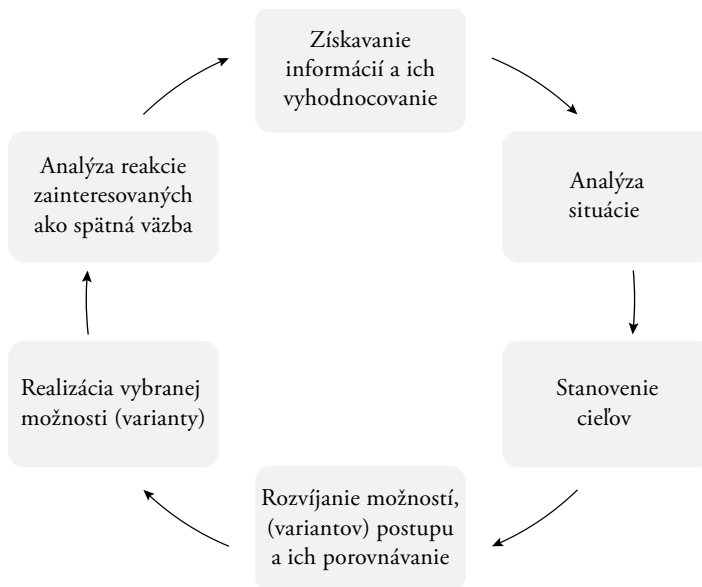 Získavanie
informácií a ich
vyhodnocovanie
Analýza
situácie
Stanovenie
cieľov
Rozvíjanie možností,
(variantov) postupu
a ich porovnávanie
Realizácia vybranej
možnosti (varianty)
Analýza reakcie
zainteresovaných
ako spätná väzba